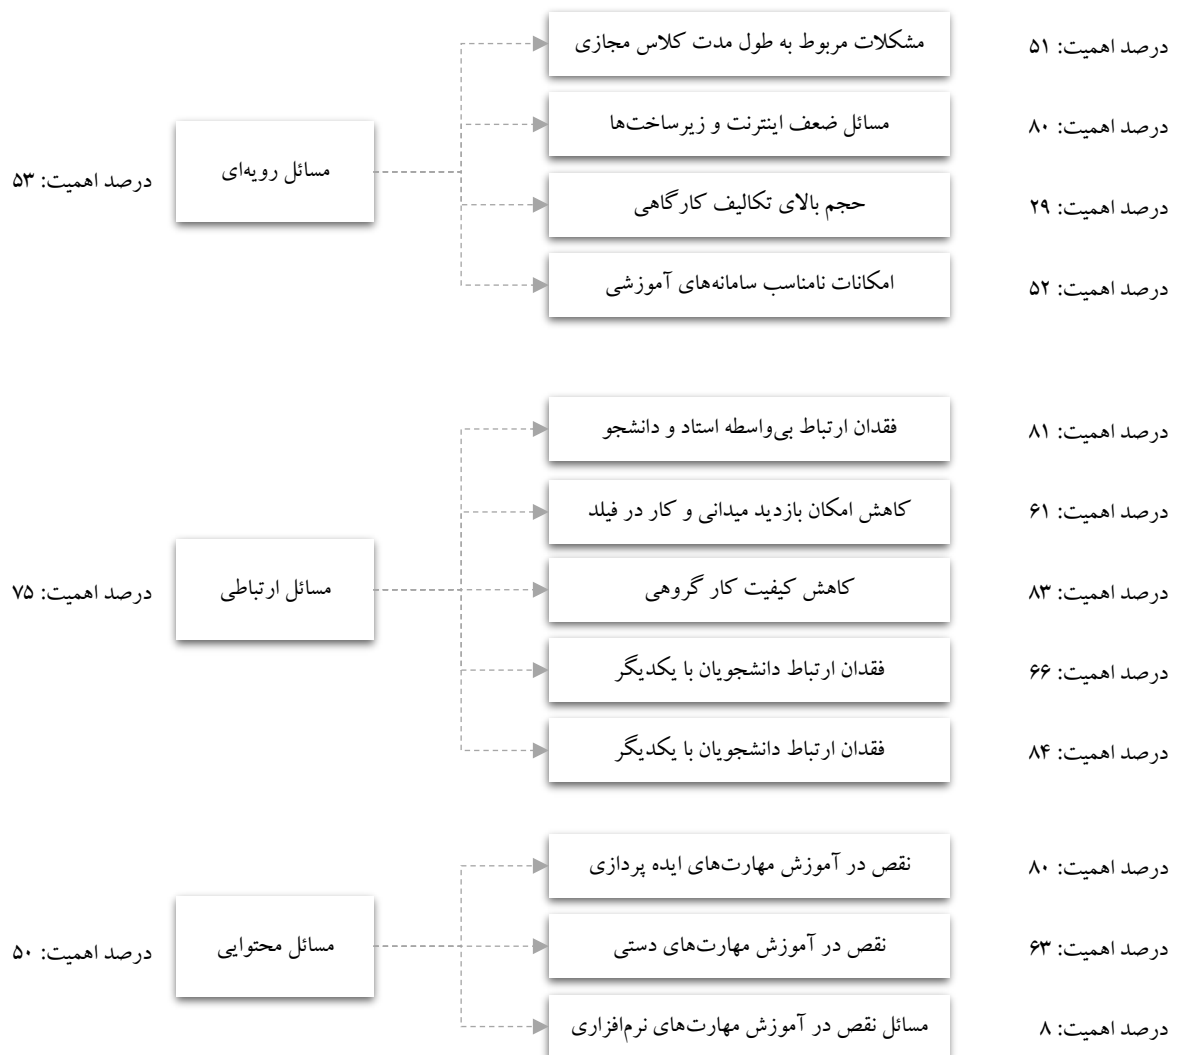 مشکلات مربوط به طول مدت کلاس مجازی
درصد اهمیت: ۵۱
مسائل ضعف اینترنت و زیرساخت‌ها
درصد اهمیت: ۸۰
مسائل رویه‌ای
درصد اهمیت: ۵۳
حجم بالای تکالیف کارگاهی
درصد اهمیت: ۲۹
امکانات نامناسب سامانه‌های آموزشی
درصد اهمیت: ۵۲
فقدان ارتباط بی‌واسطه استاد و دانشجو
درصد اهمیت: ۸۱
کاهش امکان بازدید میدانی و کار در فیلد
درصد اهمیت: ۶۱
مسائل ارتباطی
درصد اهمیت: ۷۵
کاهش کیفیت کار گروهی
درصد اهمیت: ۸۳
فقدان ارتباط دانشجویان با یکدیگر
درصد اهمیت: ۶۶
فقدان ارتباط دانشجویان با یکدیگر
درصد اهمیت: ۸۴
نقص در آموزش مهارت‌های ایده پردازی
درصد اهمیت: ۸۰
مسائل محتوایی
درصد اهمیت: ۵۰
نقص در آموزش مهارت‌های دستی
درصد اهمیت: ۶۳
مسائل نقص در آموزش مهارت‌های نرم‌افزاری
درصد اهمیت: ۸